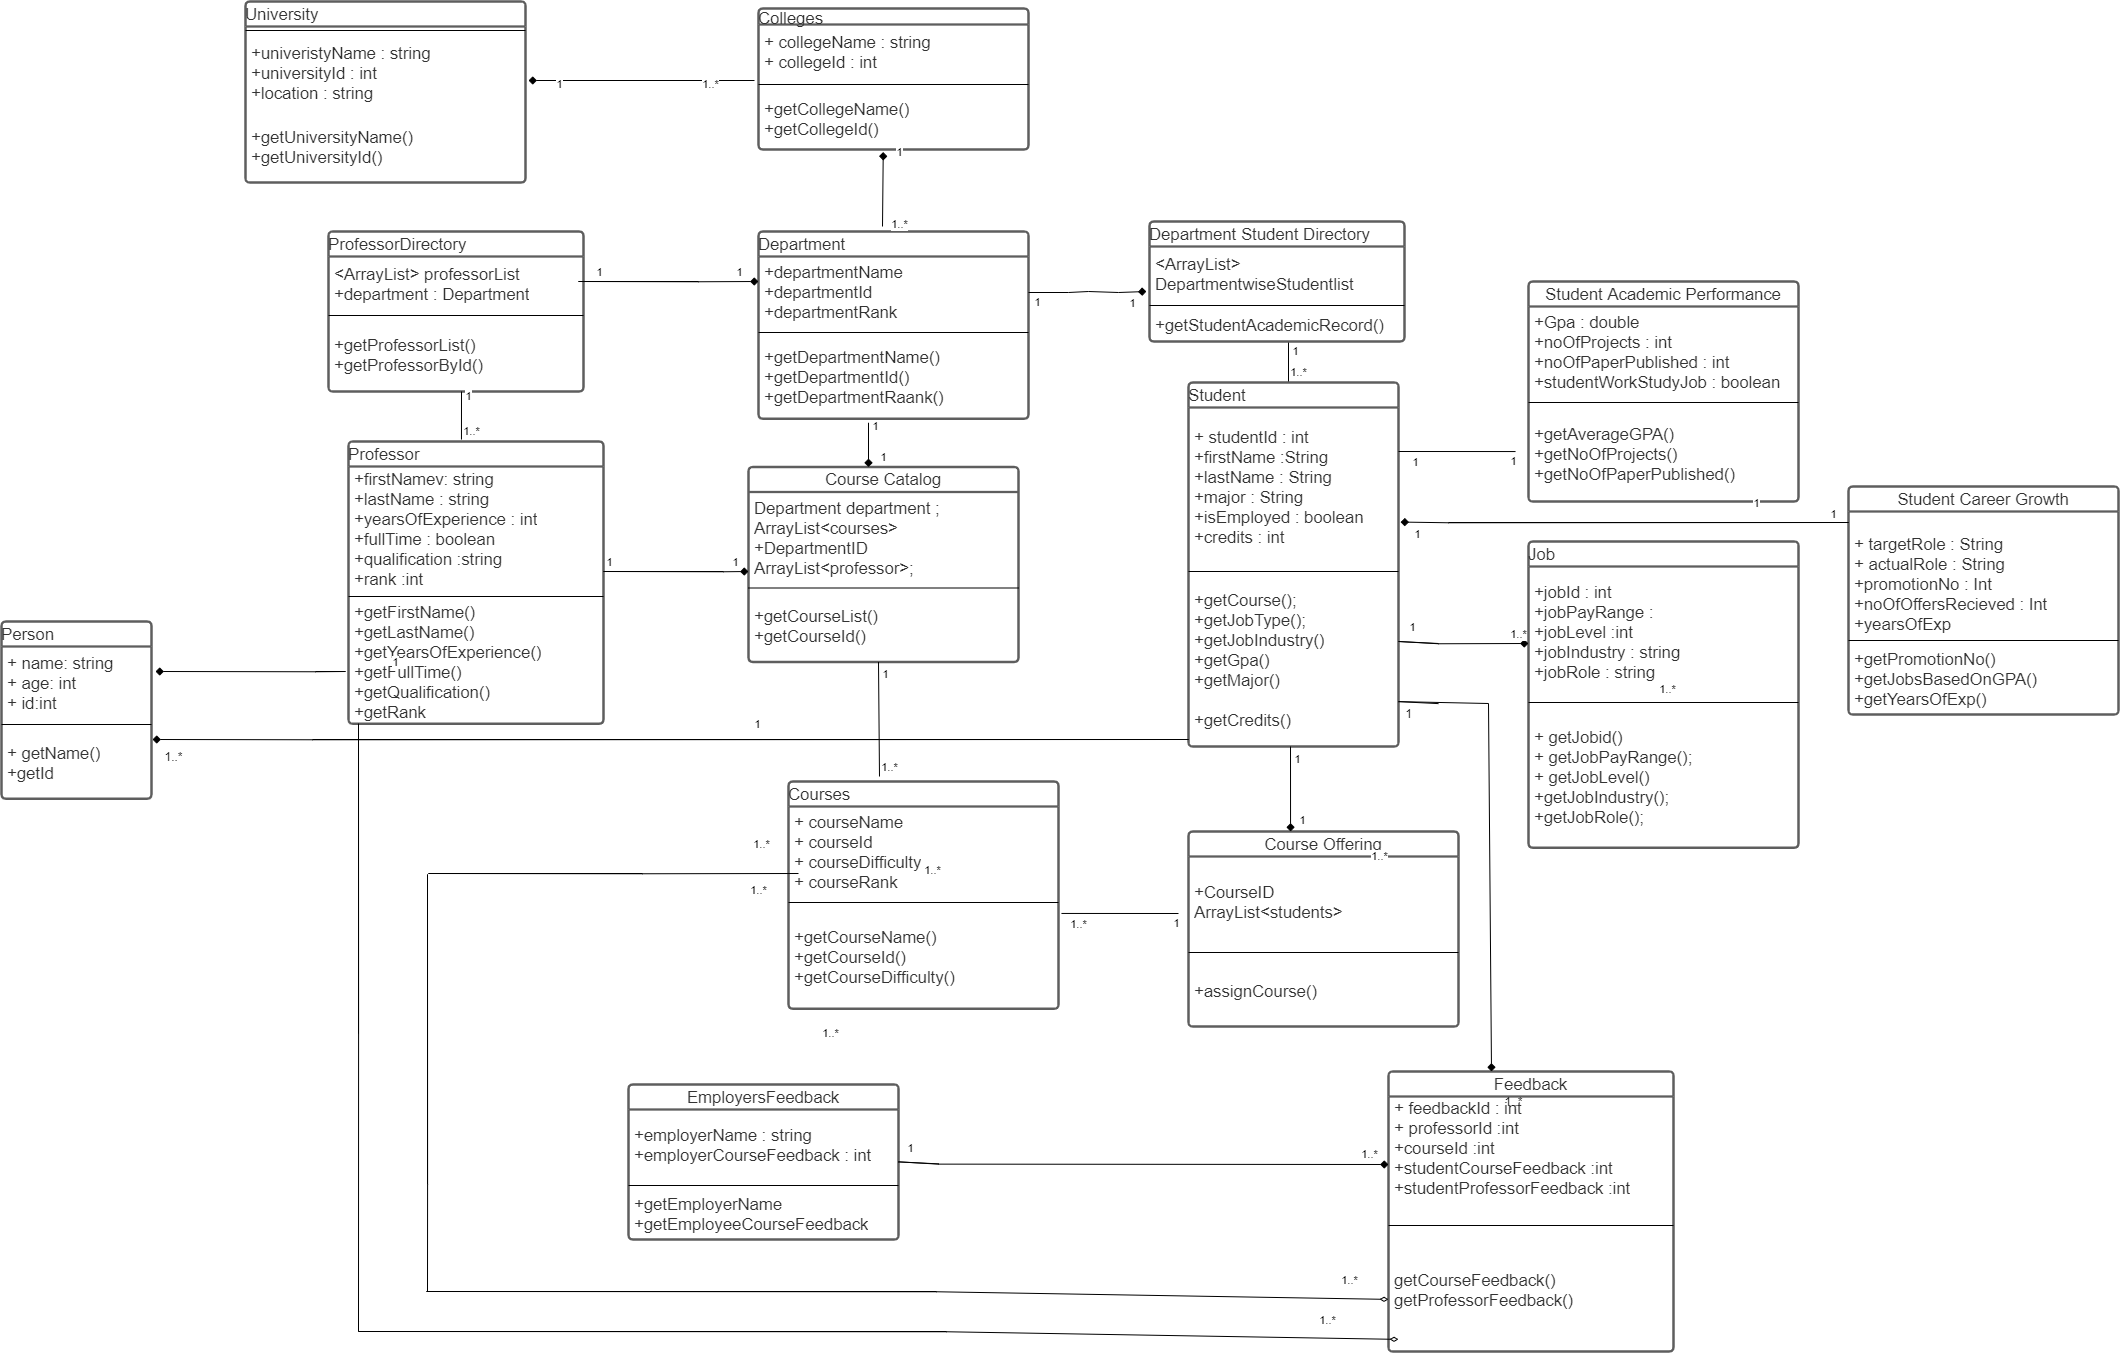 University
+univeristyName : string
+universityId : int
+location : string
+getUniversityName()
+getUniversityId()
1
1..*
Colleges
+ collegeName : string
+ collegeId : int
+getCollegeName()
+getCollegeId()
1
1..*
ProfessorDirectory
<ArrayList> professorList
+department : Department
+getProfessorList()
+getProfessorById()
1
1
1
1..*
Department
+departmentName
+departmentId
+departmentRank
+getDepartmentName()
+getDepartmentId()
+getDepartmentRaank()
1
1
1
1
Department Student Directory
<ArrayList>
DepartmentwiseStudentlist
+getStudentAcademicRecord()
1
1..*
Student Academic Performance
+Gpa : double
+noOfProjects : int
+noOfPaperPublished : int
+studentWorkStudyJob : boolean
+getAverageGPA()
+getNoOfProjects()
+getNoOfPaperPublished()
1
Professor
+firstNamev: string
+lastName : string
+yearsOfExperience : int
+fullTime : boolean
+qualification :string
+rank :int
+getFirstName()
+getLastName()
+getYearsOfExperience()
1
+getFullTime()
+getQualification()
+getRank
1
1
Course Catalog
Department department ;
ArrayList<courses>
+DepartmentID
ArrayList<professor>;
+getCourseList()
+getCourseId()
1
1..*
Student
+ studentId : int
+firstName :String
+lastName : String
+major : String
+isEmployed : boolean
+credits : int
+getCourse();
+getJobType();
+getJobIndustry()
+getGpa()
+getMajor()
+getCredits()
1
1
1
1
1
1..*
1
1
1
Student Career Growth
+ targetRole : String
+ actualRole : String
+promotionNo : Int
+noOfOffersRecieved : Int
+yearsOfExp
+getPromotionNo()
+getJobsBasedOnGPA()
+getYearsOfExp()
Job
+jobId : int
+jobPayRange :
+jobLevel :int
+jobIndustry : string
+jobRole : string
1..*
+ getJobid()
+ getJobPayRange();
+ getJobLevel()
+getJobIndustry();
+getJobRole();
Person
+ name: string
+ age: int
+ id:int
+ getName()
+getId
1..*
1
Courses
+ courseName
+ courseId
+ courseDifficulty
1..*
+ courseRank
+getCourseName()
+getCourseId()
+getCourseDifficulty()
1..*
1..*
1..*
1
1..*
Course Offering
1..*
+CourseID
ArrayList<students>
+assignCourse()
EmployersFeedback
+employerName : string
+employerCourseFeedback : int
+getEmployerName
+getEmployeeCourseFeedback
1
1..*
Feedback
1..*
+ feedbackId : int
+ professorId :int
+courseId :int
+studentCourseFeedback :int
+studentProfessorFeedback :int
getCourseFeedback()
getProfessorFeedback()
1..*
1..*